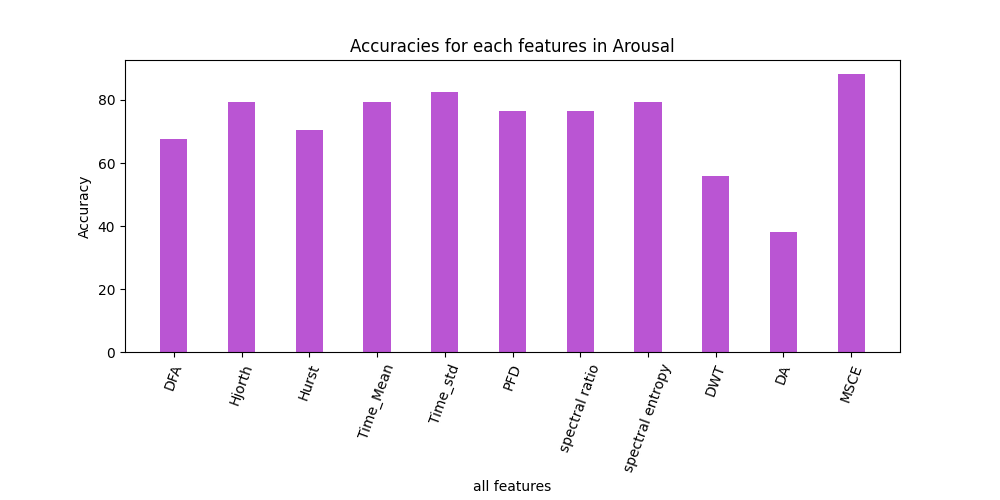 Accuracies for each features in Arousal
Accuracy
80
60
40
20
0
DFA
Hjorth
Hurst
Time_Mean
Time_std
PFD
spectral ratio
spectral entropy
DWT
DA
MSCE
all features